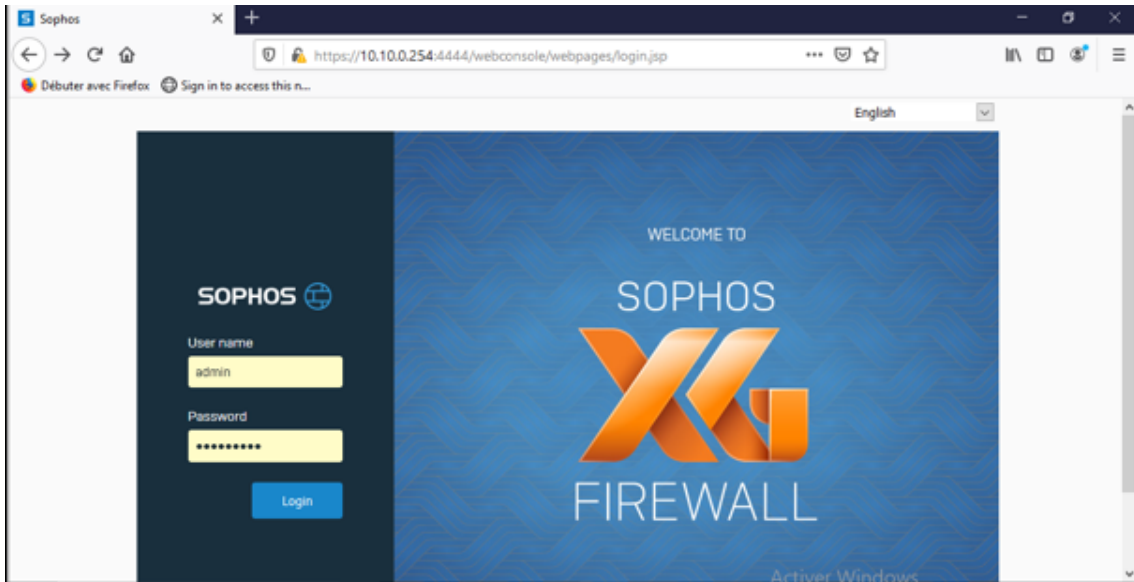 Sophos
https://10.10.0.254:4444/webconsole/webpages/login.jsp
Débuter avec Firefox Sign in to access this n...
English
WELCOME TO
SOPHOS
XG
FIREWALL
SOPHOS
User name
admin
Password
•••••••••
Login
Activer Windows